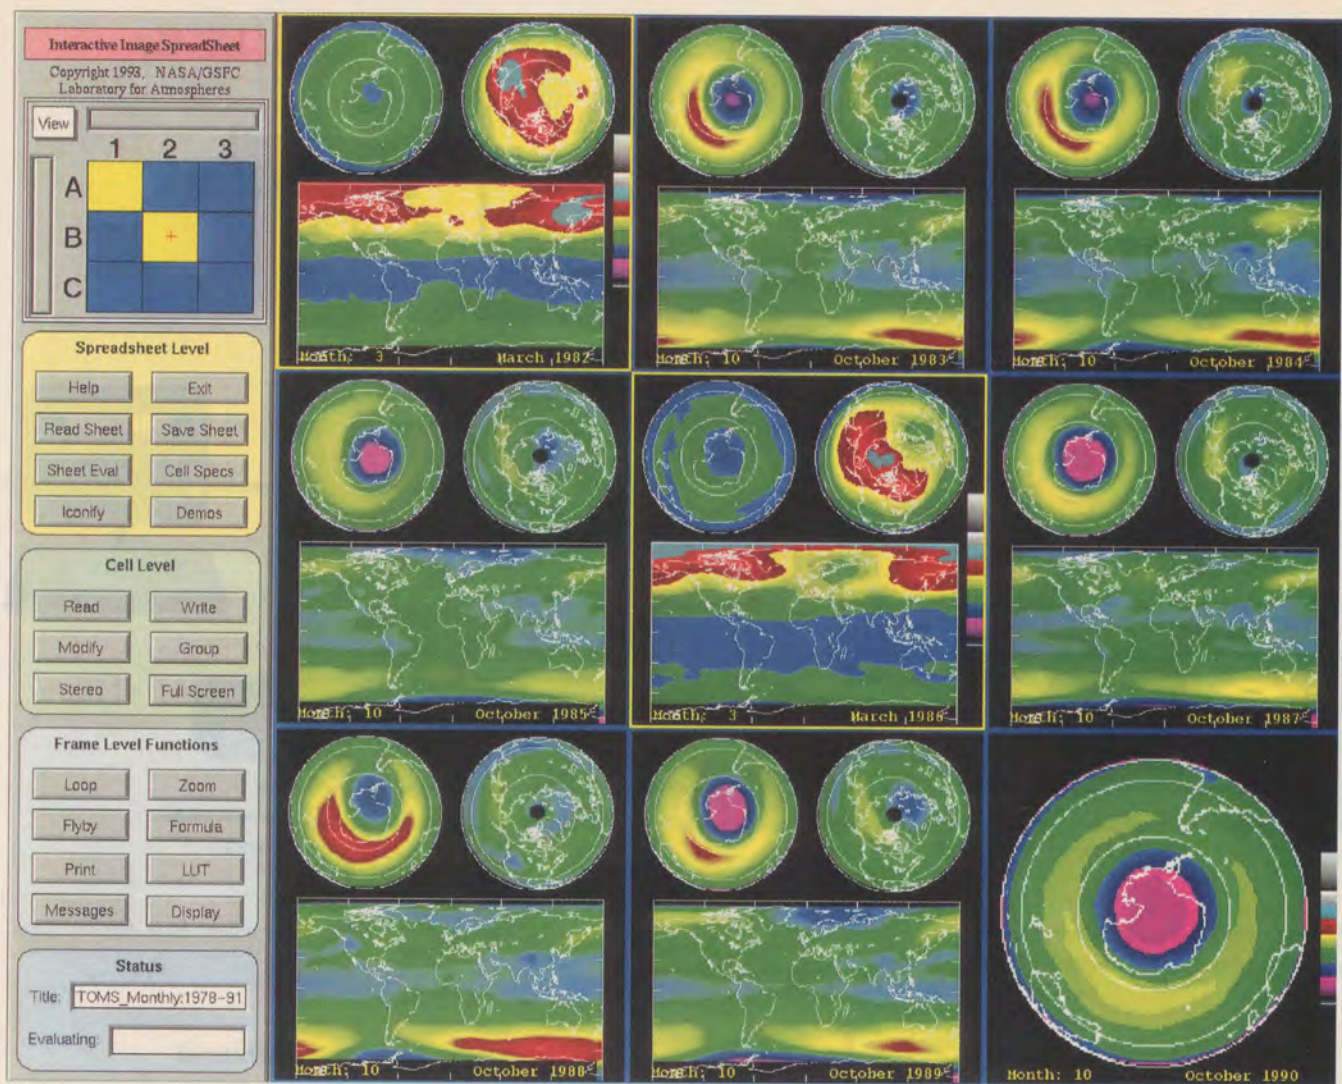 Interactive Image SpreadSheet
Copyright 1993, NASA/GSFC
Laboratory for Atmospheres
View
1 2 3
A
B
C
Spreadsheet Level
Help Exit
Read Sheet Save Sheet
Sheet Eval Cell Specs
Iconify Demos
Cell Level
Read Write
Modify Group
Stereo Full Screen
Frame Level Functions
Loop Zoom
Flyby Formula
Print LUT
Messages Display
Status
Title: TOMS_Monthly:1978-91
Evaluating:
Month: 3 March 1982
Month: 10 October 1983
Month: 10 October 1984
Month: 10 October 1985
Month: 3 March 1986
Month: 10 October 1987
Month: 10 October 1988
Month: 10 October 1989
Month: 10 October 1990